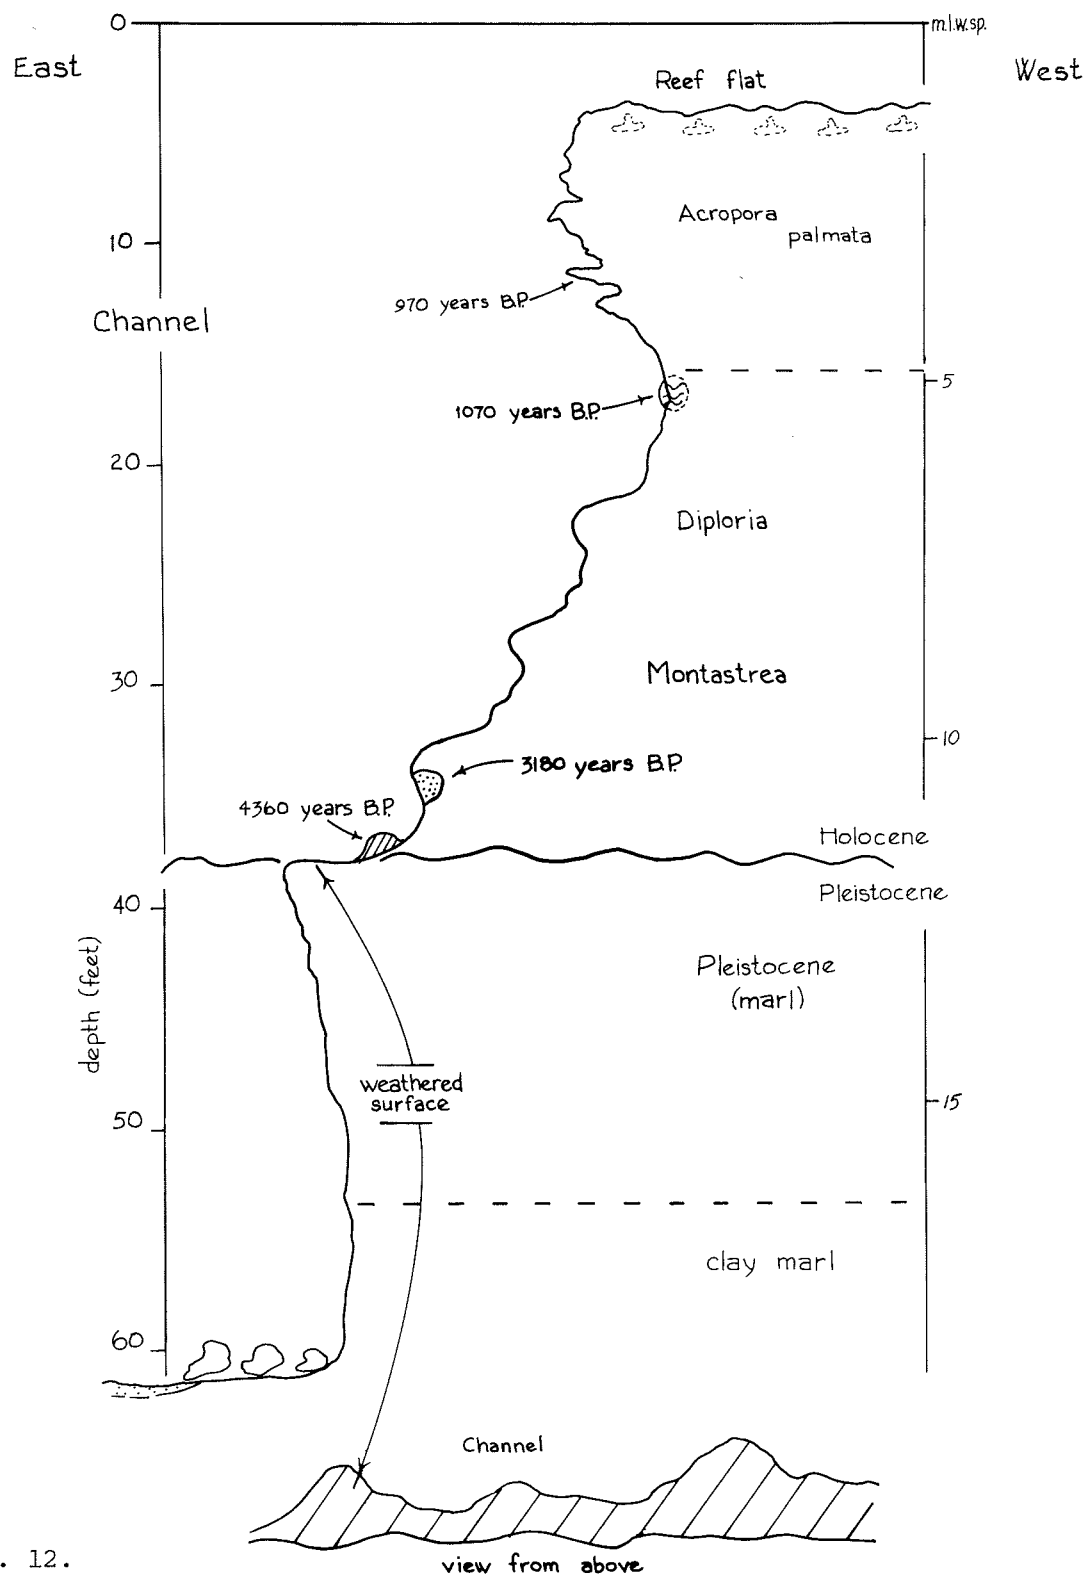 0
m.l.w.sp.
East
West
Reef flat
Acropora
palmata
10
970 years B.P.
Channel
5
1070 years B.P.
20
Diploria
30
Montastrea
10
3180 years B.P.
4360 years B.P.
Holocene
Pleistocene
40
depth (feet)
Pleistocene
(marl)
weathered
surface
15
50
clay marl
60
Channel
. 12.
view from above